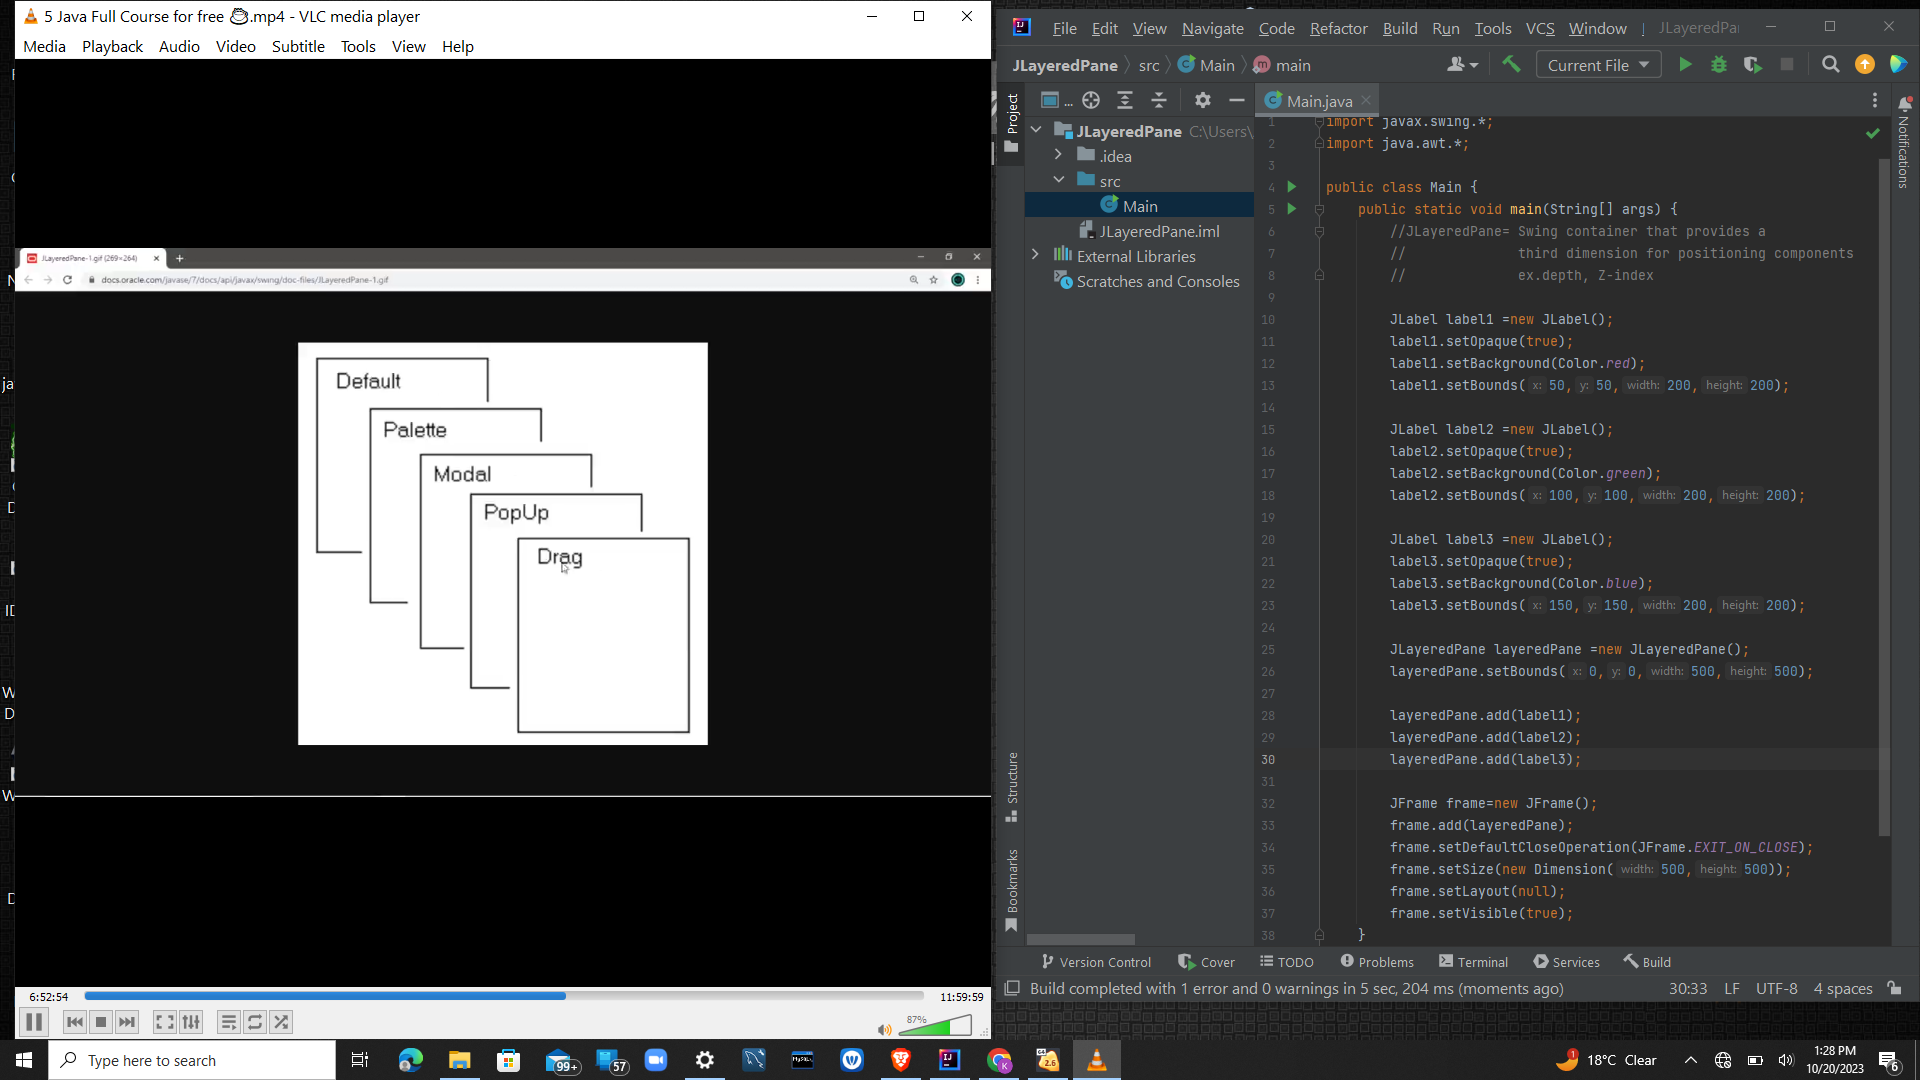 5 Java Full Course for free .mp4 - VLC media player
Media Playback Audio Video Subtitle Tools View Help
JLayeredPane-1.gif (269×264)
docs.oracle.com/javase/7/docs/api/javax/swing/doc-files/JLayeredPane-1.gif
Default
Palette
Modal
PopUp
Drag
6:52:54
11:59:59
87%
File Edit View Navigate Code Refactor Build Run Tools VCS Window
JLayeredPane src Main main
Current File
Project
...
Main.java
JLayeredPane C:\Users\
.idea
src
Main
JLayeredPane.iml
External Libraries
Scratches and Consoles
Structure
Bookmarks
Notifications
1 import javax.swing.*;
2 import java.awt.*;
3
4 public class Main {
5 public static void main(String[] args) {
6 //JLayeredPane= Swing container that provides a
7 // third dimension for positioning components
8 // ex.depth, Z-index
9
10 JLabel label1 =new JLabel();
11 label1.setOpaque(true);
12 label1.setBackground(Color.red);
13 label1.setBounds( x: 50, y: 50, width: 200, height: 200);
14
15 JLabel label2 =new JLabel();
16 label2.setOpaque(true);
17 label2.setBackground(Color.green);
18 label2.setBounds( x: 100, y: 100, width: 200, height: 200);
19
20 JLabel label3 =new JLabel();
21 label3.setOpaque(true);
22 label3.setBackground(Color.blue);
23 label3.setBounds( x: 150, y: 150, width: 200, height: 200);
24
25 JLayeredPane layeredPane =new JLayeredPane();
26 layeredPane.setBounds( x: 0, y: 0, width: 500, height: 500);
27
28 layeredPane.add(label1);
29 layeredPane.add(label2);
30 layeredPane.add(label3);
31
32 JFrame frame=new JFrame();
33 frame.add(layeredPane);
34 frame.setDefaultCloseOperation(JFrame.EXIT_ON_CLOSE);
35 frame.setSize(new Dimension( width: 500, height: 500));
36 frame.setLayout(null);
37 frame.setVisible(true);
38 }
Version Control Cover TODO Problems Terminal Services Build
Build completed with 1 error and 0 warnings in 5 sec, 204 ms (moments ago)
30:33 LF UTF-8 4 spaces
Type here to search
99+
57
18°C Clear
1:28 PM
10/20/2023
6